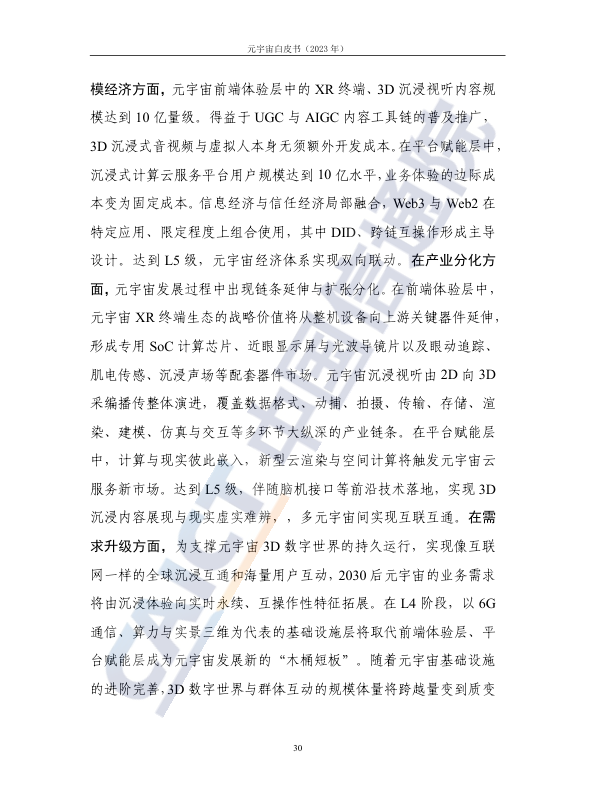 元宇宙白皮书（2023 年）
模经济方面，元宇宙前端体验层中的 XR 终端、3D 沉浸视听内容规
模达到 10 亿量级。得益于 UGC 与 AIGC 内容工具链的普及推广，
3D 沉浸式音视频与虚拟人本身无须额外开发成本。在平台赋能层中，
沉浸式计算云服务平台用户规模达到 10 亿水平，业务体验的边际成
本变为固定成本。信息经济与信任经济局部融合，Web3 与 Web2 在
特定应用、限定程度上组合使用，其中 DID、跨链互操作形成主导
设计。达到 L5 级，元宇宙经济体系实现双向联动。在产业分化方
面，元宇宙发展过程中出现链条延伸与扩张分化。在前端体验层中，
元宇宙 XR 终端生态的战略价值将从整机设备向上游关键器件延伸，
形成专用 SoC 计算芯片、近眼显示屏与光波导镜片以及眼动追踪、
肌电传感、沉浸声场等配套器件市场。元宇宙沉浸视听由 2D 向 3D
采编播传整体演进，覆盖数据格式、动捕、拍摄、传输、存储、渲
染、建模、仿真与交互等多环节大纵深的产业链条。在平台赋能层
中，计算与现实彼此嵌入，新型云渲染与空间计算将触发元宇宙云
服务新市场。达到 L5 级，伴随脑机接口等前沿技术落地，实现 3D
沉浸内容展现与现实虚实难辨，，多元宇宙间实现互联互通。在需
求升级方面，为支撑元宇宙 3D 数字世界的持久运行，实现像互联
网一样的全球沉浸互通和海量用户互动，2030 后元宇宙的业务需求
将由沉浸体验向实时永续、互操作性特征拓展。在 L4 阶段，以 6G
通信、算力与实景三维为代表的基础设施层将取代前端体验层、平
台赋能层成为元宇宙发展新的“木桶短板”。随着元宇宙基础设施
的进阶完善，3D 数字世界与群体互动的规模体量将跨越量变到质变
30
CAICT 中国信通院